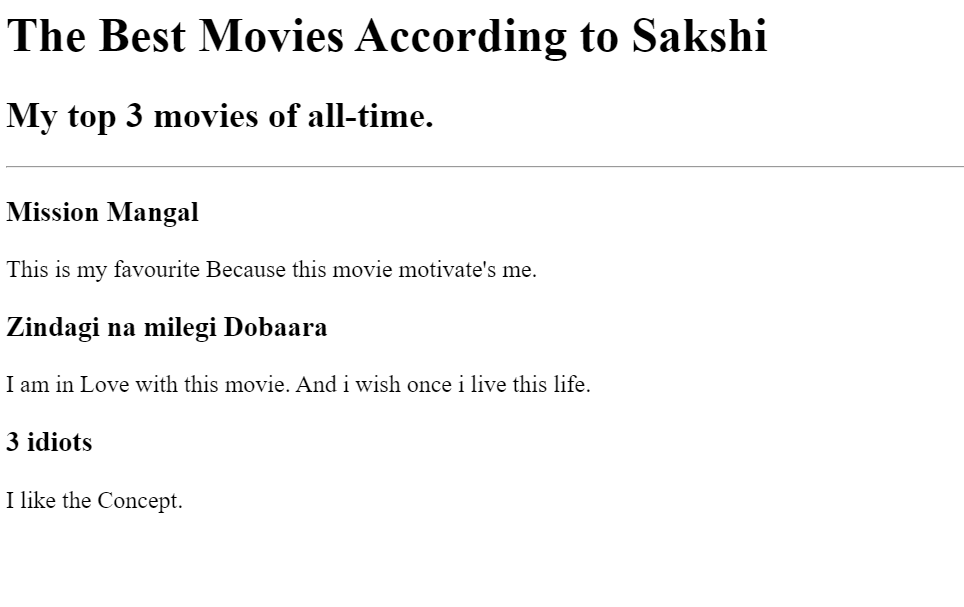 The Best Movies According to Sakshi
My top 3 movies of all-time.
Mission Mangal
This is my favourite Because this movie motivate's me.
Zindagi na milegi Dobaara
I am in Love with this movie. And i wish once i live this life.
3 idiots
I like the Concept.